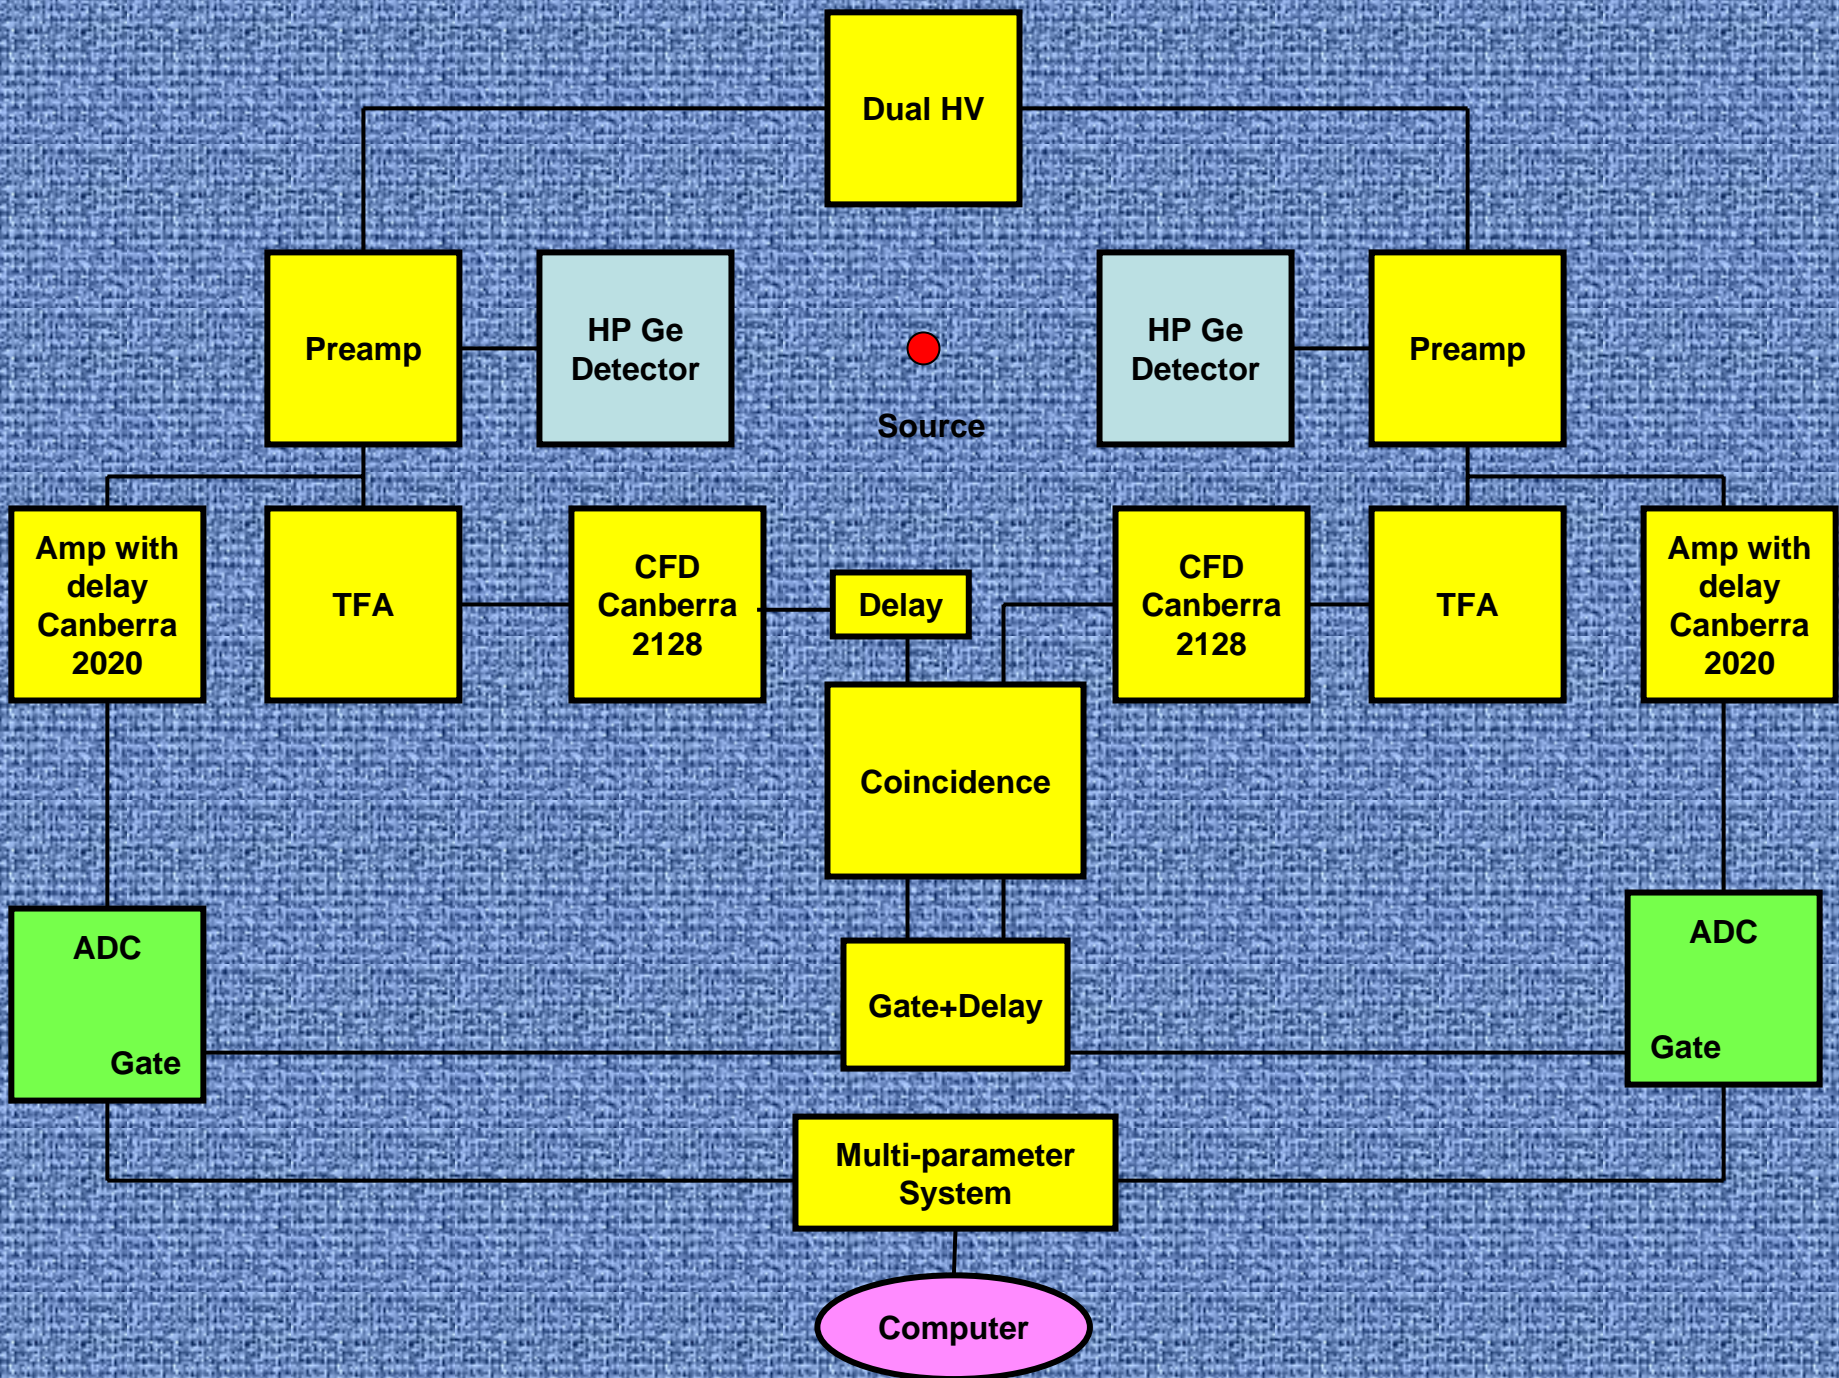 Dual HV
Preamp
HP Ge
Detector
Source
HP Ge
Detector
Preamp
Amp with
delay
Canberra
2020
TFA
CFD
Canberra
2128
Delay
CFD
Canberra
2128
TFA
Amp with
delay
Canberra
2020
Coincidence
ADC
Gate
Gate+Delay
ADC
Gate
Multi-parameter
System
Computer